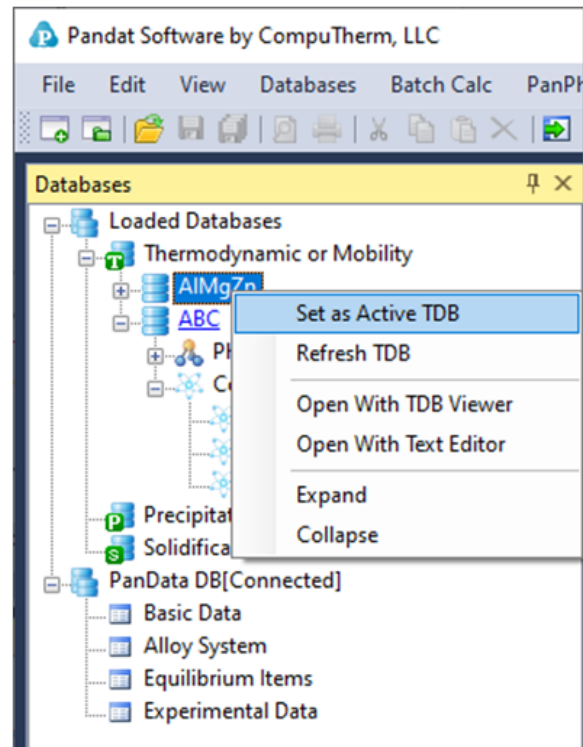 Pandat Software by CompuTherm, LLC
File Edit View Databases Batch Calc
Databases
Loaded Databases
Thermodynamic or Mobility
AlMgZn
ABC
Set as Active TDB
Refresh TDB
Open With TDB Viewer
Open With Text Editor
Expand
Collapse
PanData DB[Connected]
Basic Data
Alloy System
Equilibrium Items
Experimental Data